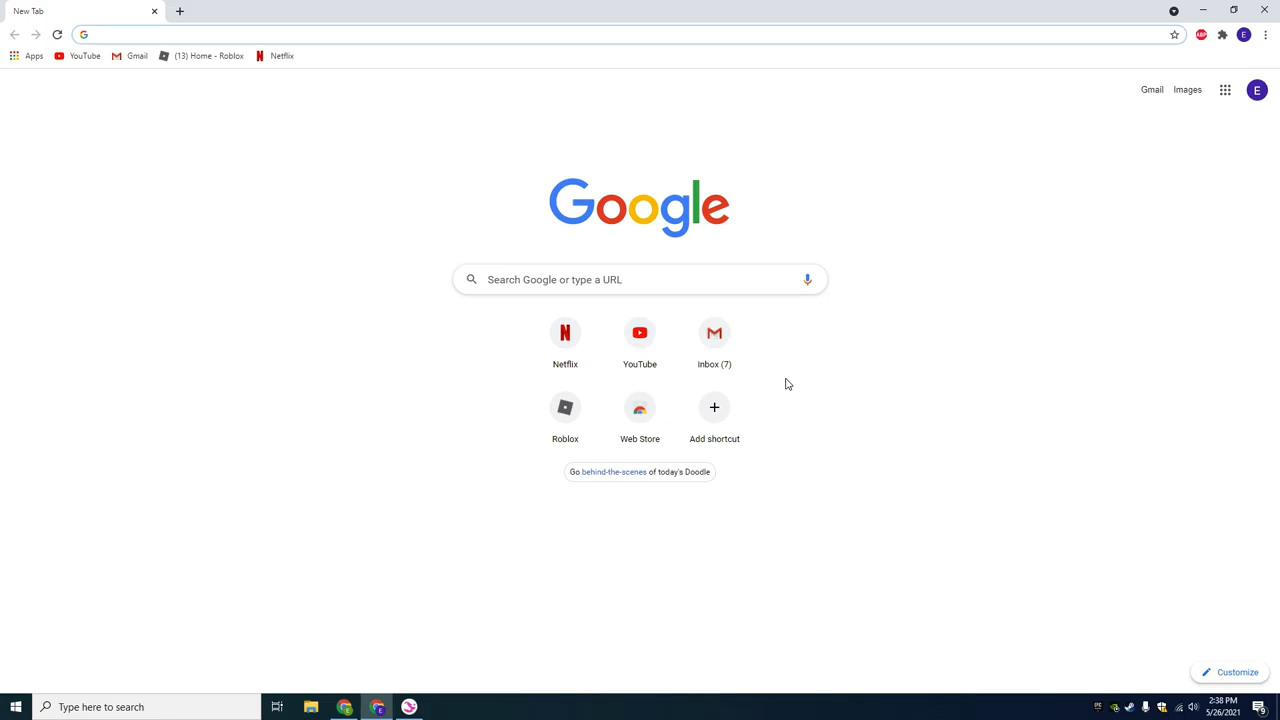 New Tab
Apps YouTube Gmail (13) Home - Roblox Netflix
ABP E
Gmail Images E
Google
Search Google or type a URL
Netflix YouTube Inbox (7)
Roblox Web Store Add shortcut
Go behind-the-scenes of today's Doodle
Customize
Type here to search
2:38 PM
5/26/2021
9